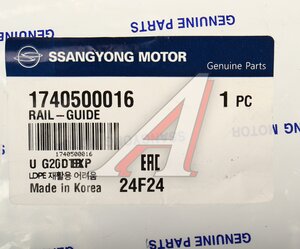 GENUINE PARTS
SSANGYONG MOTOR
Genuine Parts
1740500016
1 PC
RAIL-GUIDE
1740500016
EAC
LDPE 재활용 어려움
Made in Korea
24F24
GENUINE PARTS